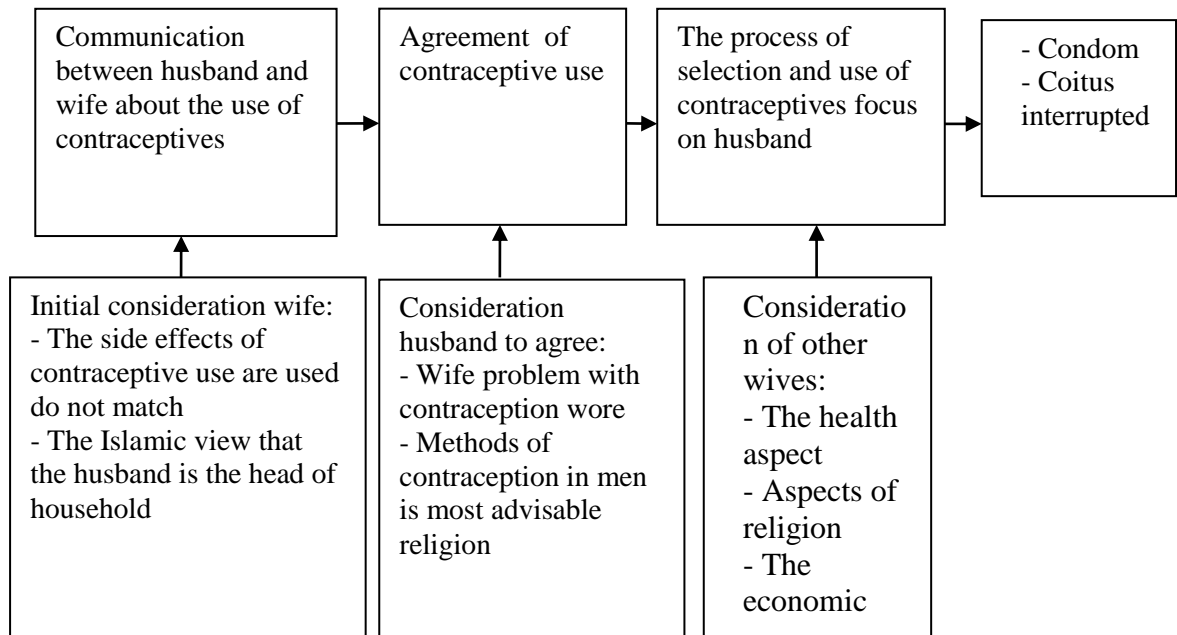 Communication
between husband and
wife about the use of
contraceptives
Agreement of
contraceptive use
The process of
selection and use of
contraceptives focus
on husband
- Condom
- Coitus
interrupted
Initial consideration wife:
- The side effects of
contraceptive use are used
do not match
- The Islamic view that
the husband is the head of
household
Consideration
husband to agree:
- Wife problem with
contraception wore
- Methods of
contraception in men
is most advisable
religion
Consideratio
n of other
wives:
- The health
aspect
- Aspects of
religion
- The
economic